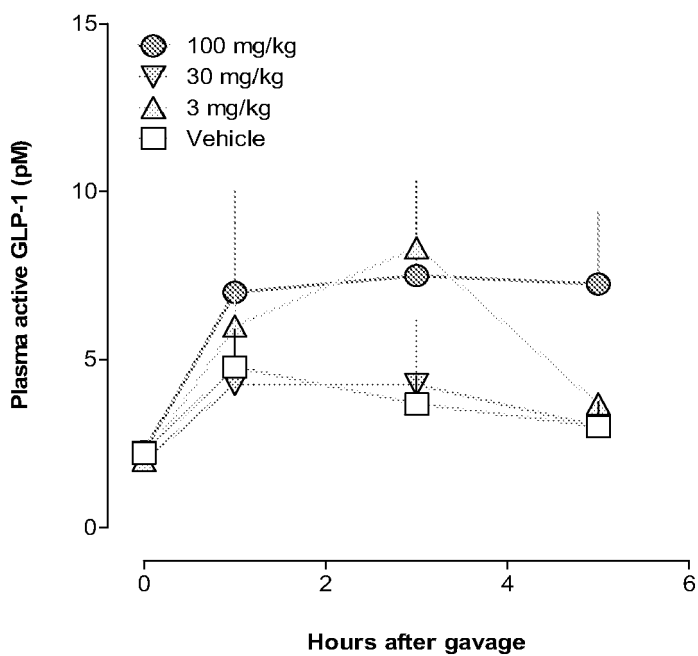 15
100 mg/kg
30 mg/kg
3 mg/kg
Vehicle
10
Plasma active GLP-1 (pM)
5
0
0 2 4 6
Hours after gavage